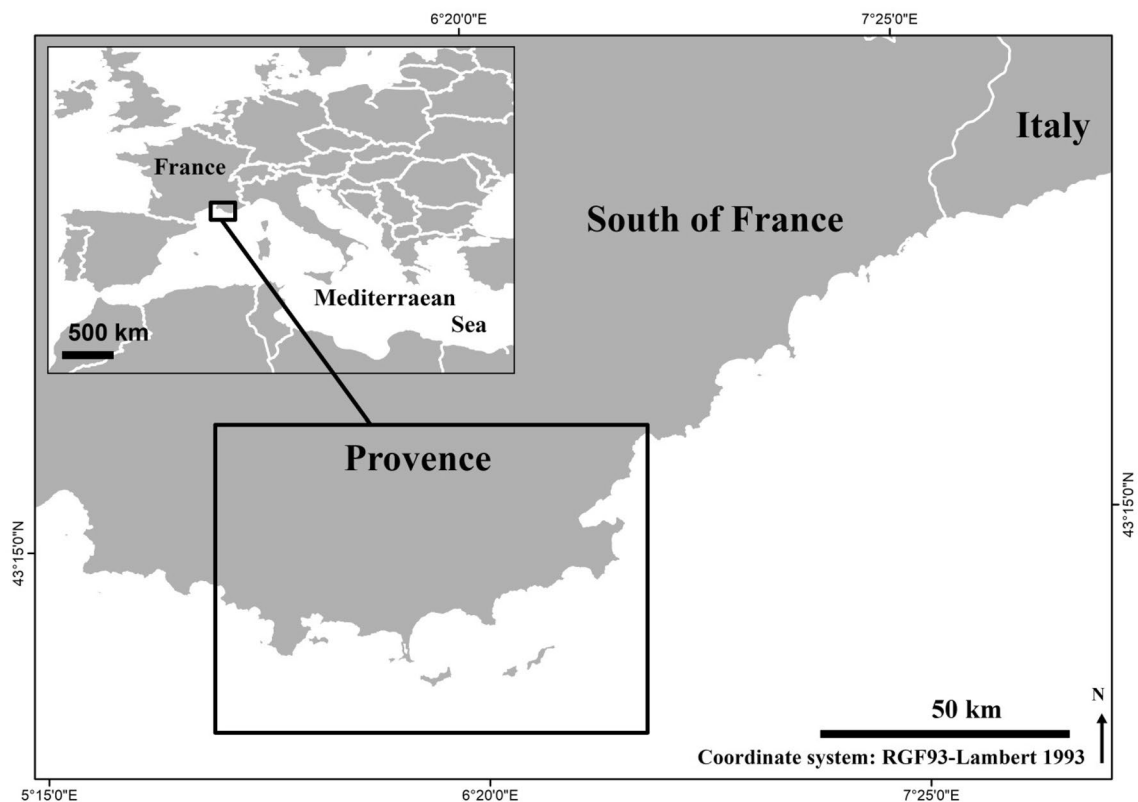 6°20'0"E
7°25'0"E
Italy
France
South of France
Mediterraean
Sea
500 km
Provence
43°15'0"N
43°15'0"N
50 km
N
Coordinate system: RGF93-Lambert 1993
5°15'0"E
6°20'0"E
7°25'0"E